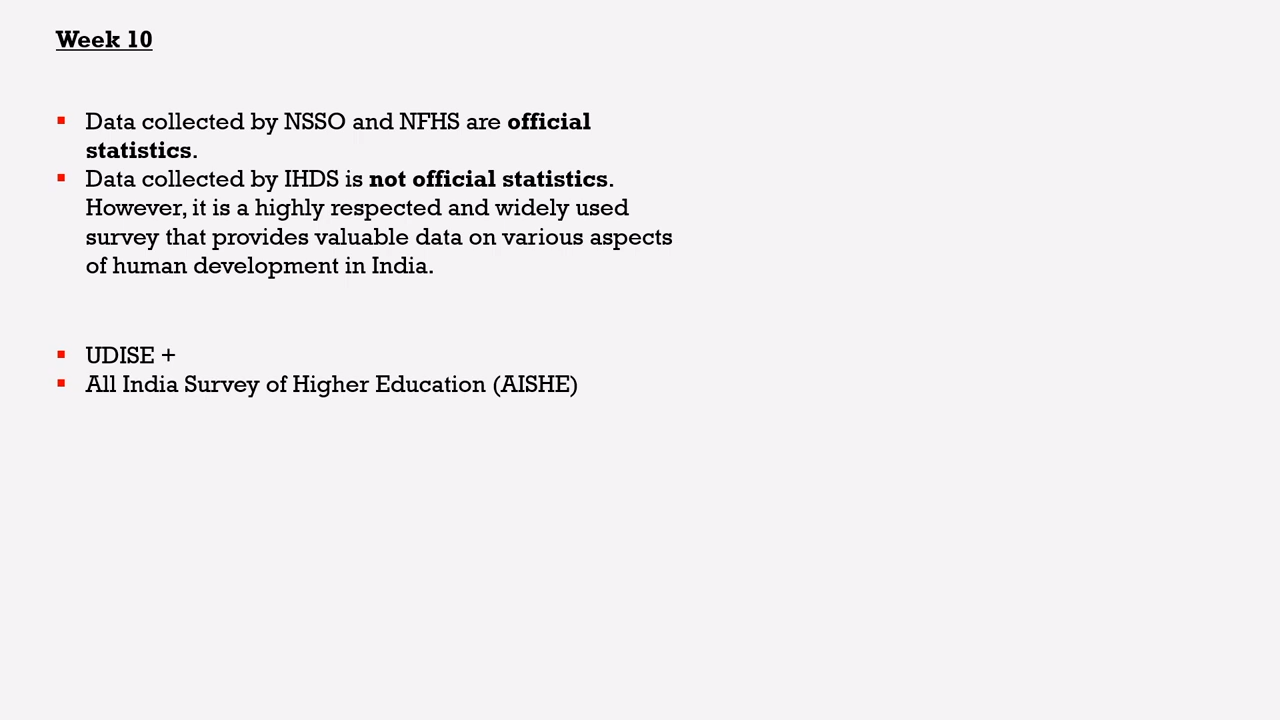 Week 10
▪ Data collected by NSSO and NFHS are official
statistics.
▪ Data collected by IHDS is not official statistics.
However, it is a highly respected and widely used
survey that provides valuable data on various aspects
of human development in India.
▪ UDISE +
▪ All India Survey of Higher Education (AISHE)